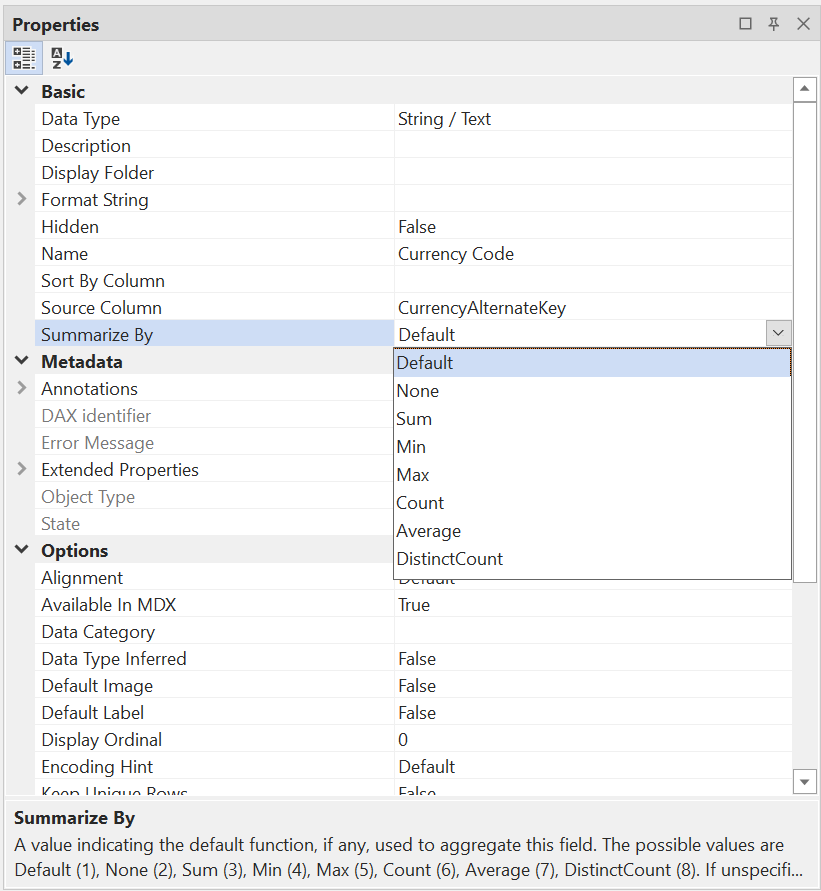 Properties
Basic
Data Type String / Text
Description
Display Folder
Format String
Hidden False
Name Currency Code
Sort By Column
Source Column CurrencyAlternateKey
Summarize By Default
Default
None
Sum
Min
Max
Count
Average
DistinctCount
Metadata
Annotations
DAX identifier
Error Message
Extended Properties
Object Type
State
Options
Alignment Default
Available In MDX True
Data Category
Data Type Inferred False
Default Image False
Default Label False
Display Ordinal 0
Encoding Hint Default
Keep Unique Rows False
Summarize By
A value indicating the default function, if any, used to aggregate this field. The possible values are
Default (1), None (2), Sum (3), Min (4), Max (5), Count (6), Average (7), DistinctCount (8). If unspecifi...